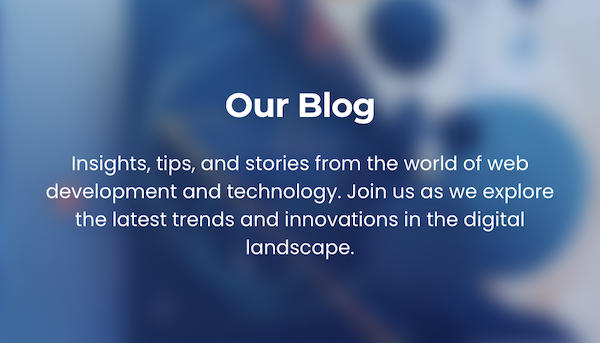 Our Blog
Insights, tips, and stories from the world of web
development and technology. Join us as we explore
the latest trends and innovations in the digital
landscape.